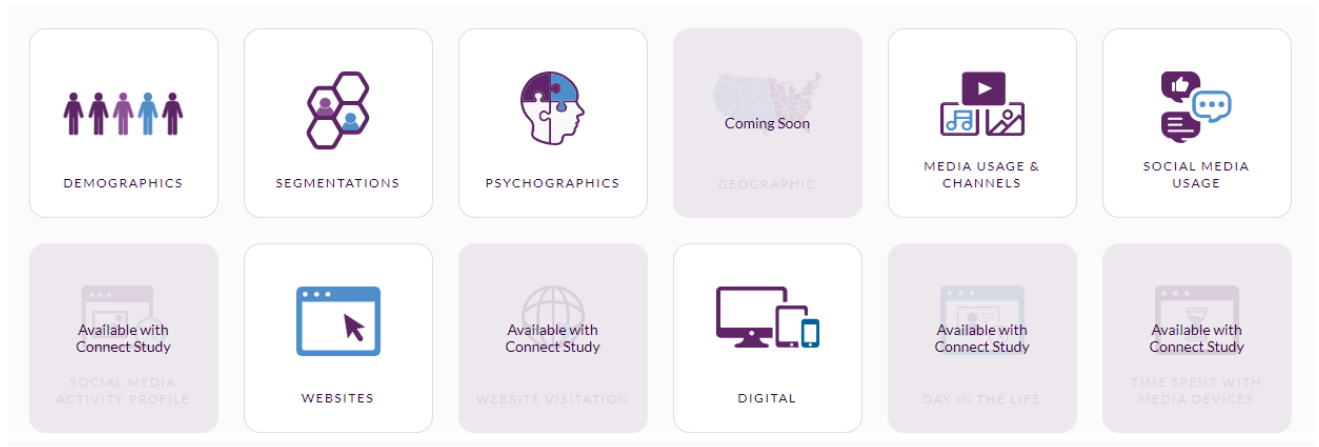 DEMOGRAPHICS
SEGMENTATIONS
PSYCHOGRAPHICS
Coming Soon
GEOGRAPHIC
MEDIA USAGE &
CHANNELS
SOCIAL MEDIA
USAGE
Available with
Connect Study
SOCIAL MEDIA
ACTIVITY PROFILE
WEBSITES
Available with
Connect Study
WEBSITE VISITATION
DIGITAL
Available with
Connect Study
DAY IN THE LIFE
Available with
Connect Study
TIME SPENT WITH
MEDIA DEVICES